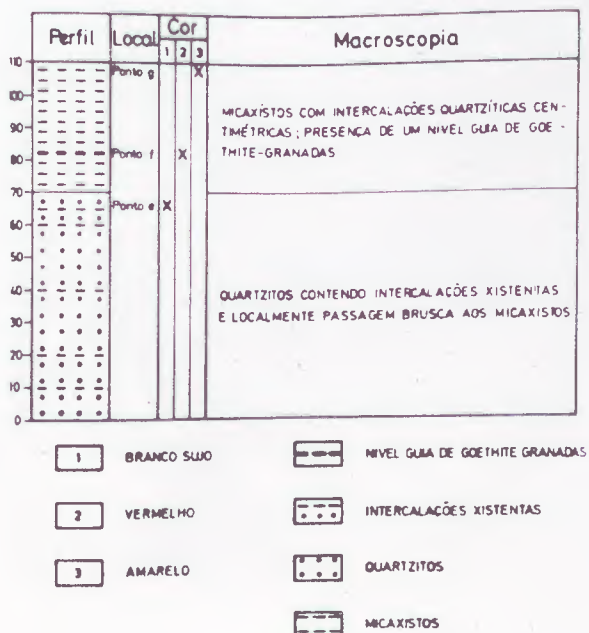 Perfil Local Cor Macroscopia
1 2 3
110
Ponto g X
100
MICAXÍSTOS COM INTERCALAÇÕES QUARTZÍTICAS CEN-
90
TIMÉTRICAS; PRESENÇA DE UM NIVEL GUIA DE GOE-
80 Ponto f X
THITE-GRANADAS
70
Ponto e X
60
50
40
QUARTZITOS CONTENDO INTERCALAÇÕES XISTENTAS
30
E LOCALMENTE PASSAGEM BRUSCA AOS MICAXISTOS
20
10
0
1 BRANCO SUJO
NIVEL GUIA DE GOETHITE GRANADAS
2 VERMELHO
INTERCALAÇÕES XISTENTAS
3 AMARELO
QUARTZITOS
MICAXISTOS